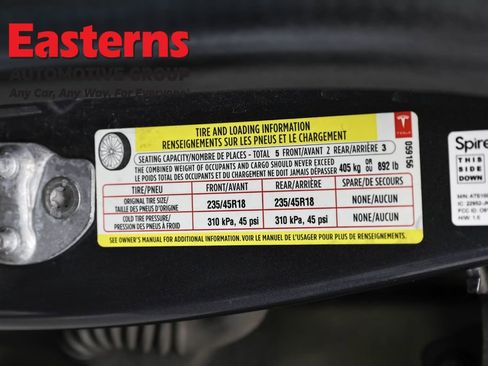 Easterns
AUTOMOTIVE GROUP
Any Car, Any Way, For Everyone!
TIRE AND LOADING INFORMATION
RENSEIGNEMENTS SUR LES PNEUS ET LE CHARGEMENT
TESLA
SEATING CAPACITY/NOMBRE DE PLACES - TOTAL 5 FRONT/AVANT 2 REAR/ARRIÈRE 3
THE COMBINED WEIGHT OF OCCUPANTS AND CARGO SHOULD NEVER EXCEED
LE POIDS TOTAL DES OCCUPANTS ET DU CHARGEMENT NE DOIT JAMAIS DÉPASSER 405 kg OR OU 892 lb
TIRE/PNEU FRONT/AVANT REAR/ARRIÈRE SPARE/DE SECOURS
ORIGINAL TIRE SIZE/
TAILLE DES PNEUS D'ORIGINE 235/45R18 235/45R18 NONE/AUCUN
COLD TIRE PRESSURE/
PRESSION DES PNEUS À FROID 310 kPa, 45 psi 310 kPa, 45 psi NONE/AUCUN
SEE OWNER'S MANUAL FOR ADDITIONAL INFORMATION. VOIR LE MANUEL DE L'USAGER POUR PLUS DE RENSEIGNEMENTS.
Spire
THIS
SIDE
DOWN